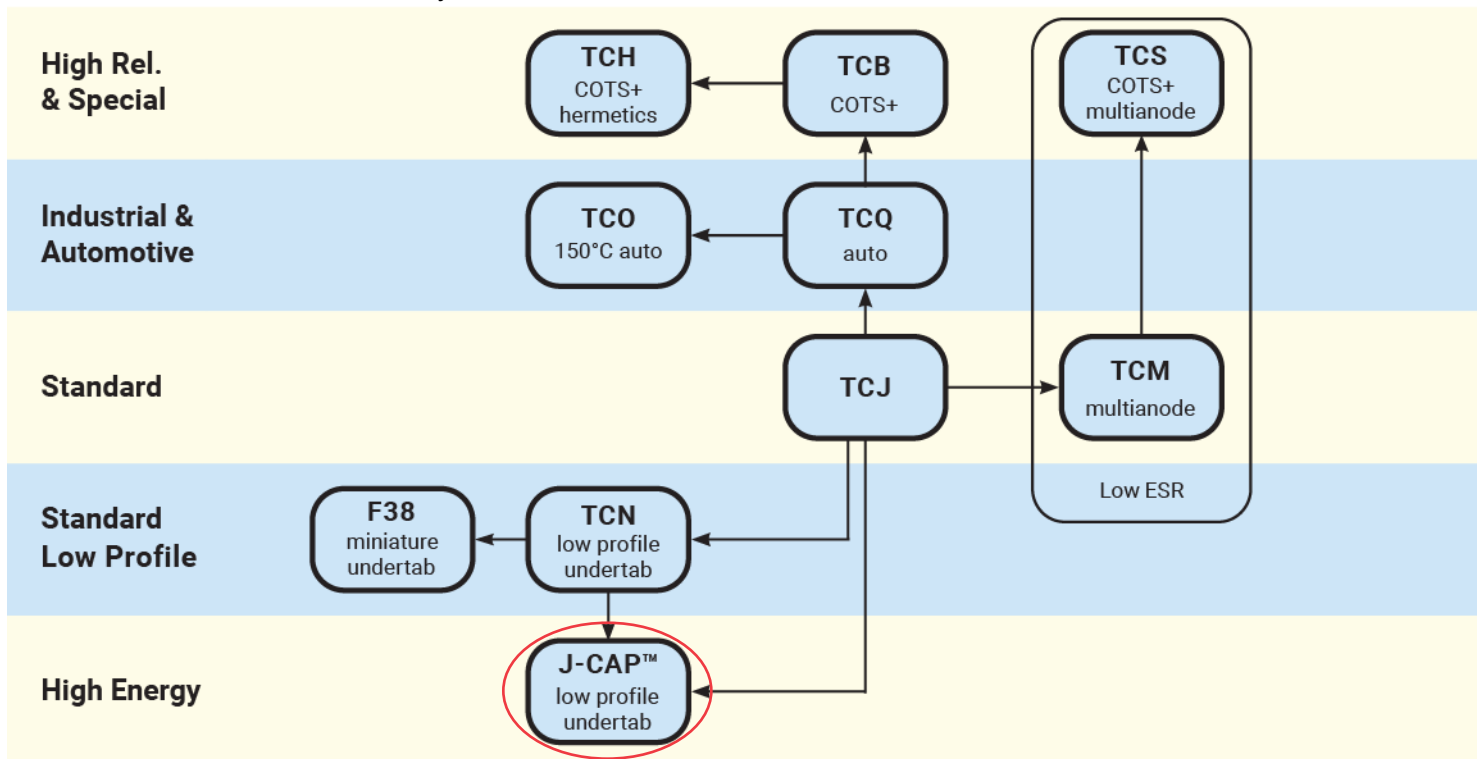 High Rel.
& Special
TCH
COTS+
hermetics
TCB
COTS+
TCS
COTS+
multianode
Industrial &
Automotive
TCO
150°C auto
TCQ
auto
Standard
TCJ
TCM
multianode
Low ESR
Standard
Low Profile
F38
miniature
undertab
TCN
low profile
undertab
High Energy
J-CAP™
low profile
undertab